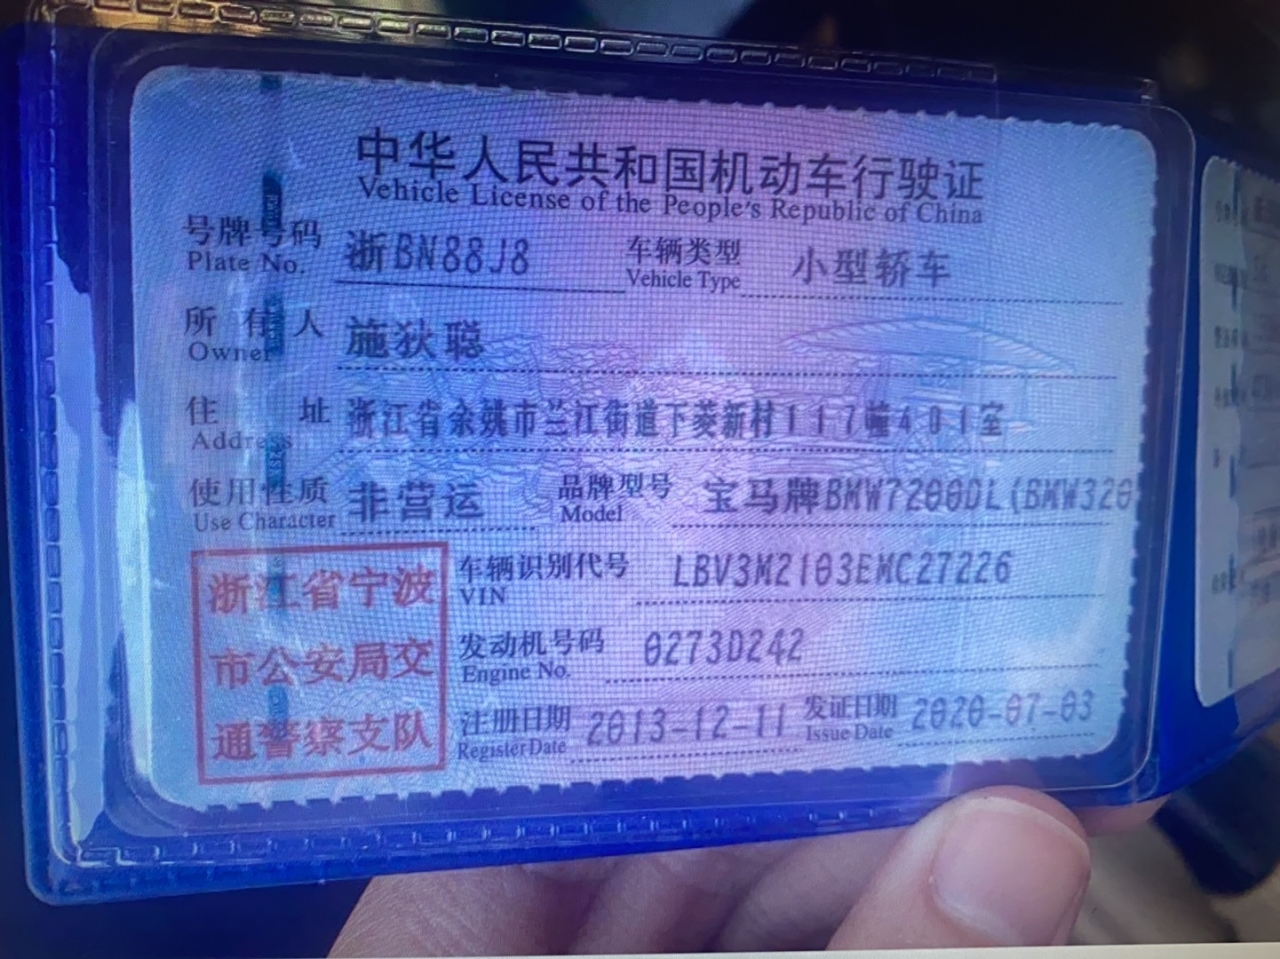 中华人民共和国机动车行驶证
Vehicle License of the People's Republic of China
号牌号码 浙BN88J8 车辆类型 小型轿车
Plate No. Vehicle Type
所有人 施狄聪
Owner
住址 浙江省余姚市兰江街道下菱新村117幢401室
Address
使用性质 非营运 品牌型号 宝马牌BMW7200DL(BMW320
Use Character Model
浙江省宁波
市公安局交
通警察支队
车辆识别代号 LBV3M2103EMC27226
VIN
发动机号码 0273D242
Engine No.
注册日期 2013-12-11 发证日期 2020-07-03
Register Date Issue Date